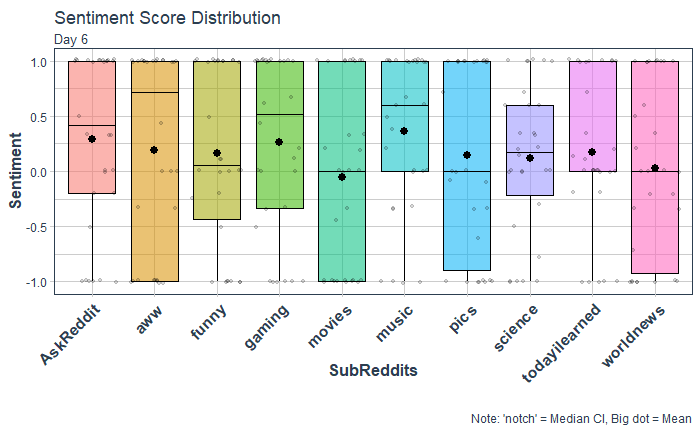 Sentiment Score Distribution
Day 6
Sentiment
1.0
0.5
0.0
-0.5
-1.0
AskReddit
aww
funny
gaming
movies
music
pics
science
todayilearned
worldnews
SubReddits
Note: 'notch' = Median CI, Big dot = Mean